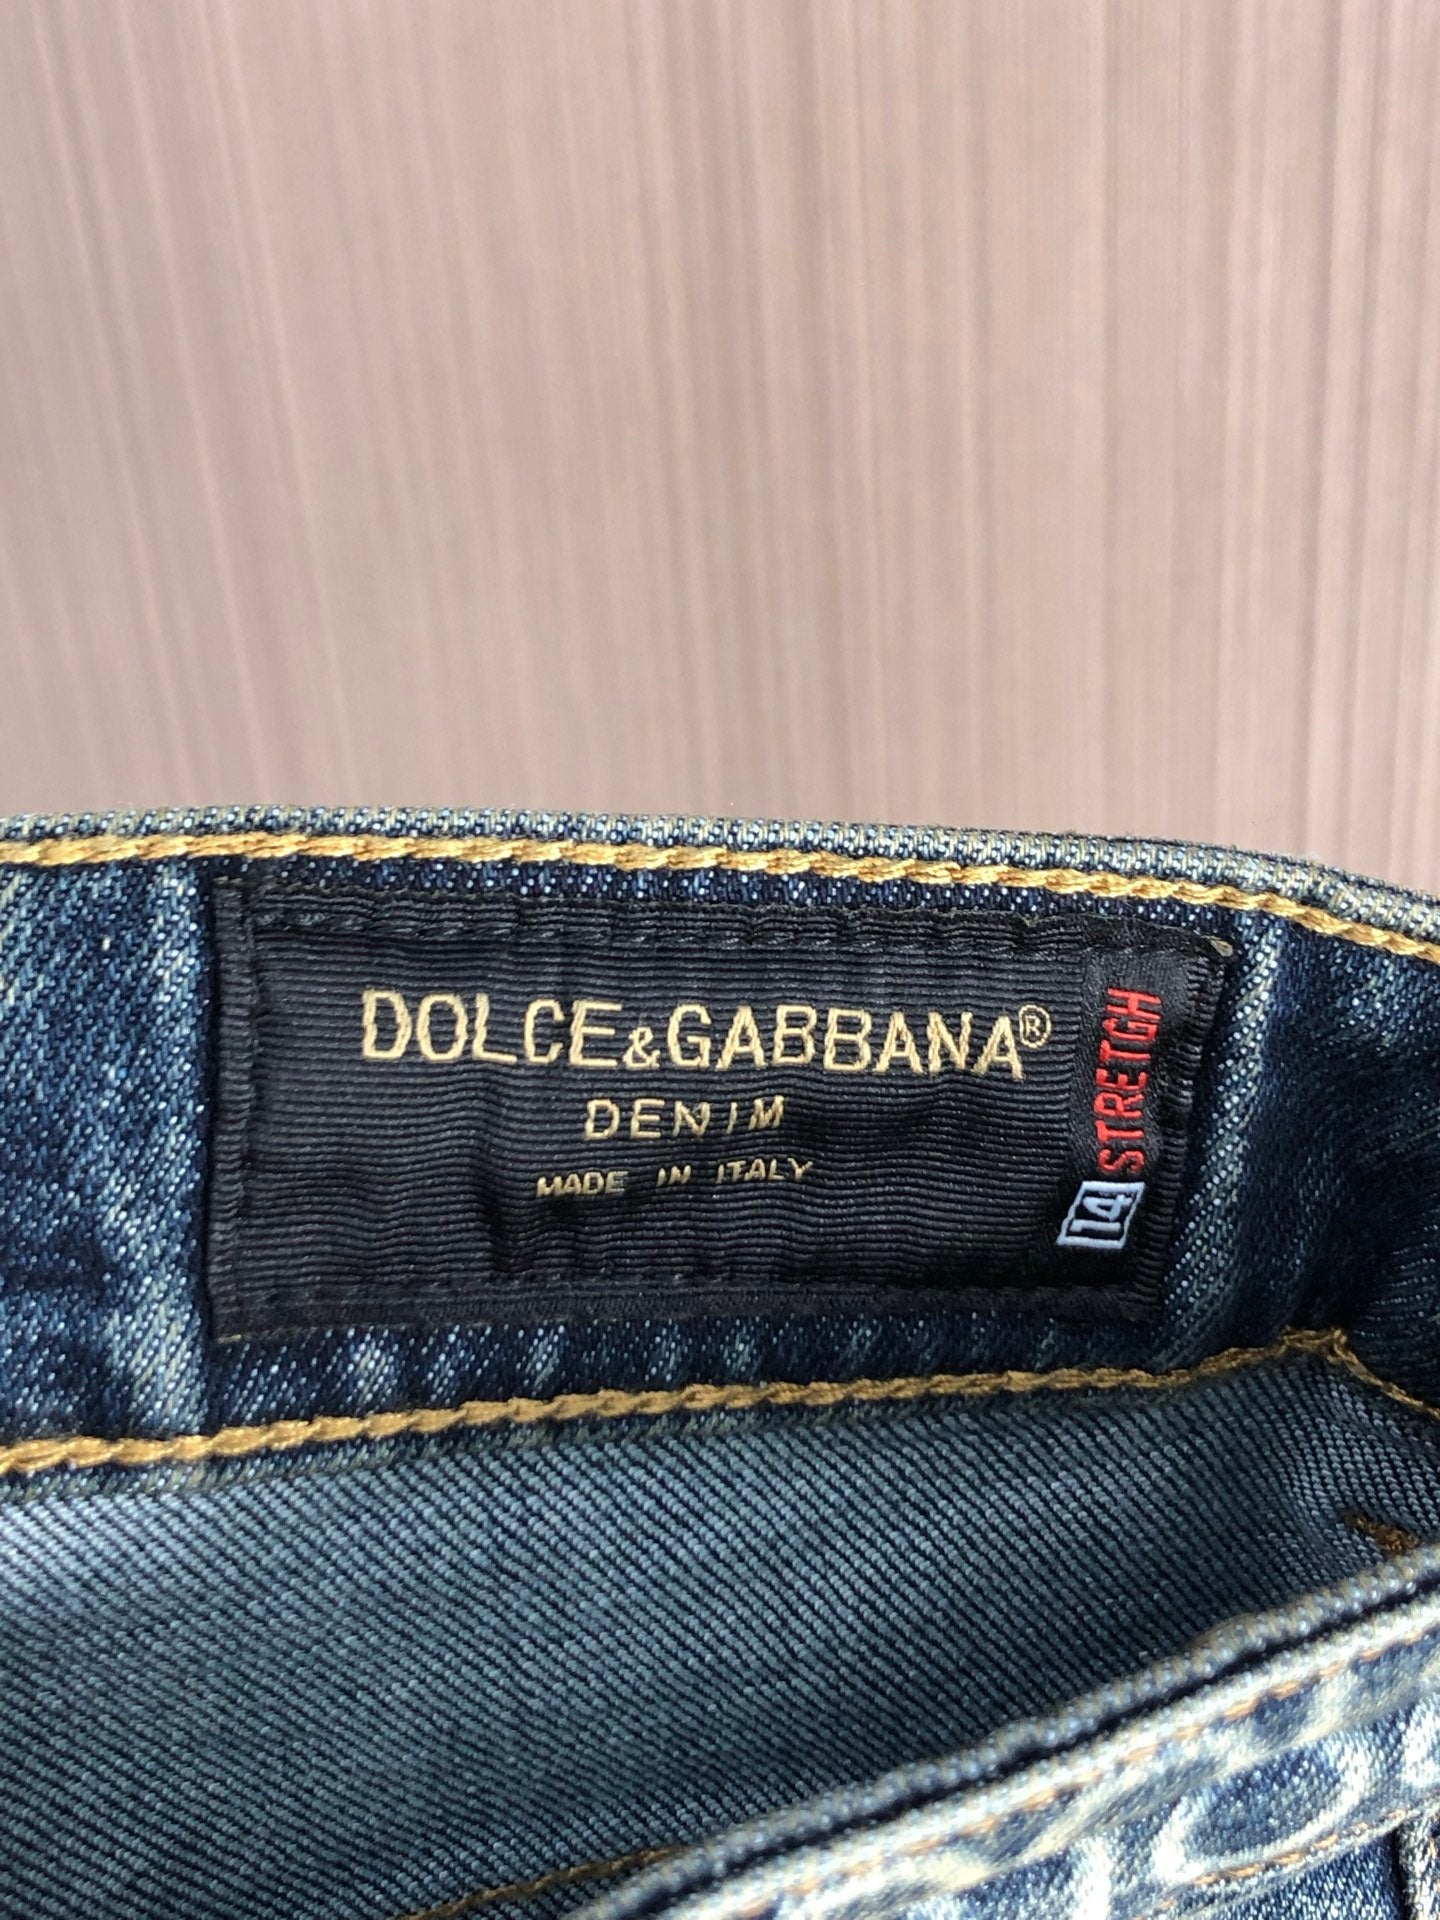 DOLCE&GABBANA®
DENIM
MADE IN ITALY
14 STRETGH